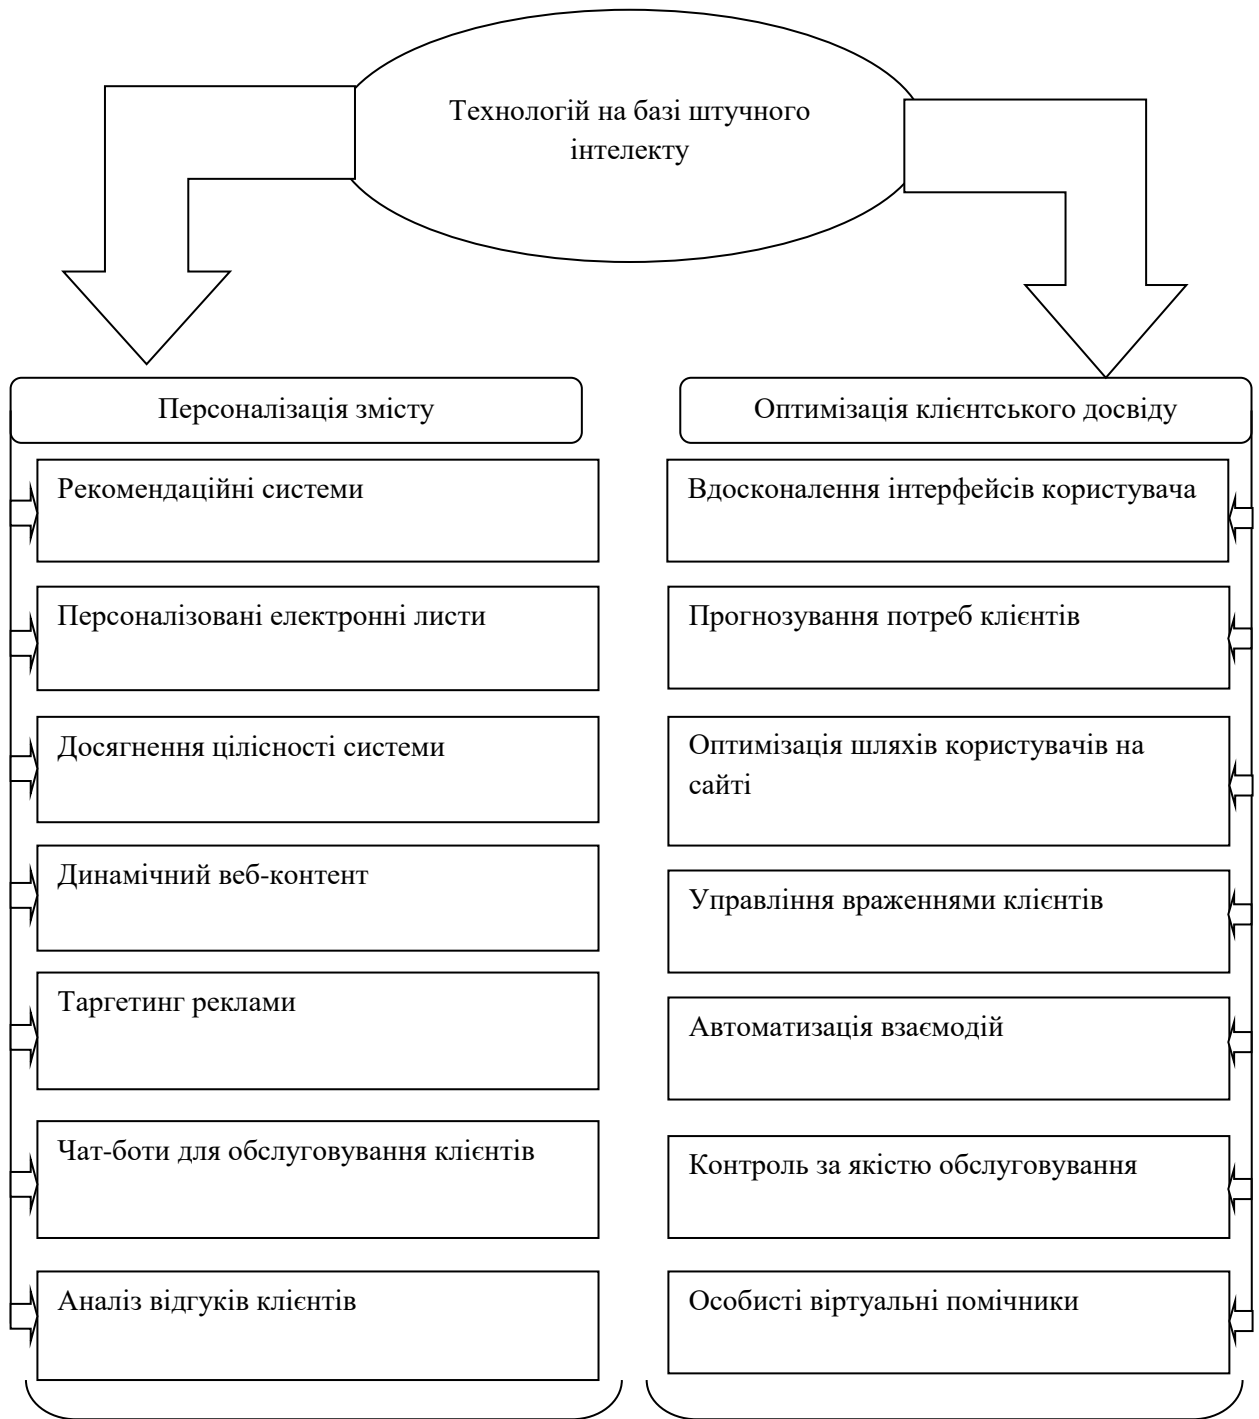 Технологій на базі штучного
інтелекту
Персоналізація змісту
Рекомендаційні системи
Персоналізовані електронні листи
Досягнення цілісності системи
Динамічний веб-контент
Таргетинг реклами
Чат-боти для обслуговування клієнтів
Аналіз відгуків клієнтів
Оптимізація клієнтського досвіду
Вдосконалення інтерфейсів користувача
Прогнозування потреб клієнтів
Оптимізація шляхів користувачів на
сайті
Управління враженнями клієнтів
Автоматизація взаємодій
Контроль за якістю обслуговування
Особисті віртуальні помічники